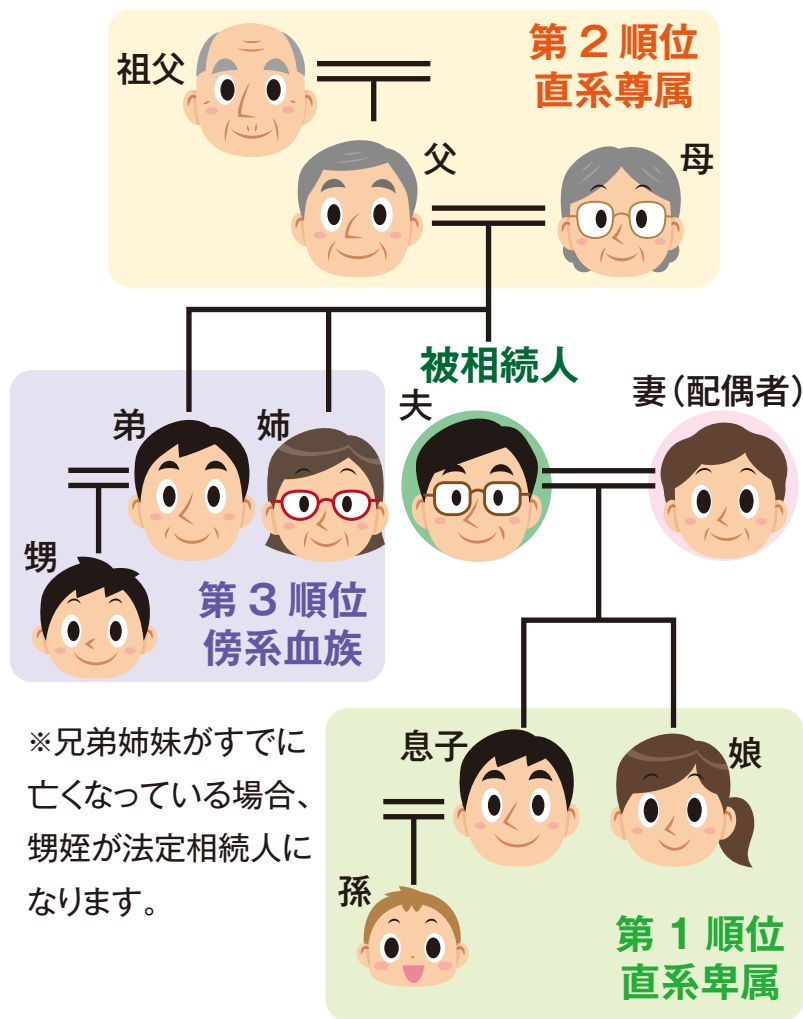 第2順位
直系尊属
祖父
父
母
被相続人
夫
妻（配偶者）
弟
姉
甥
第3順位
傍系血族
※兄弟姉妹がすでに
亡くなっている場合、
甥姪が法定相続人に
なります。
息子
娘
孫
第1順位
直系卑属